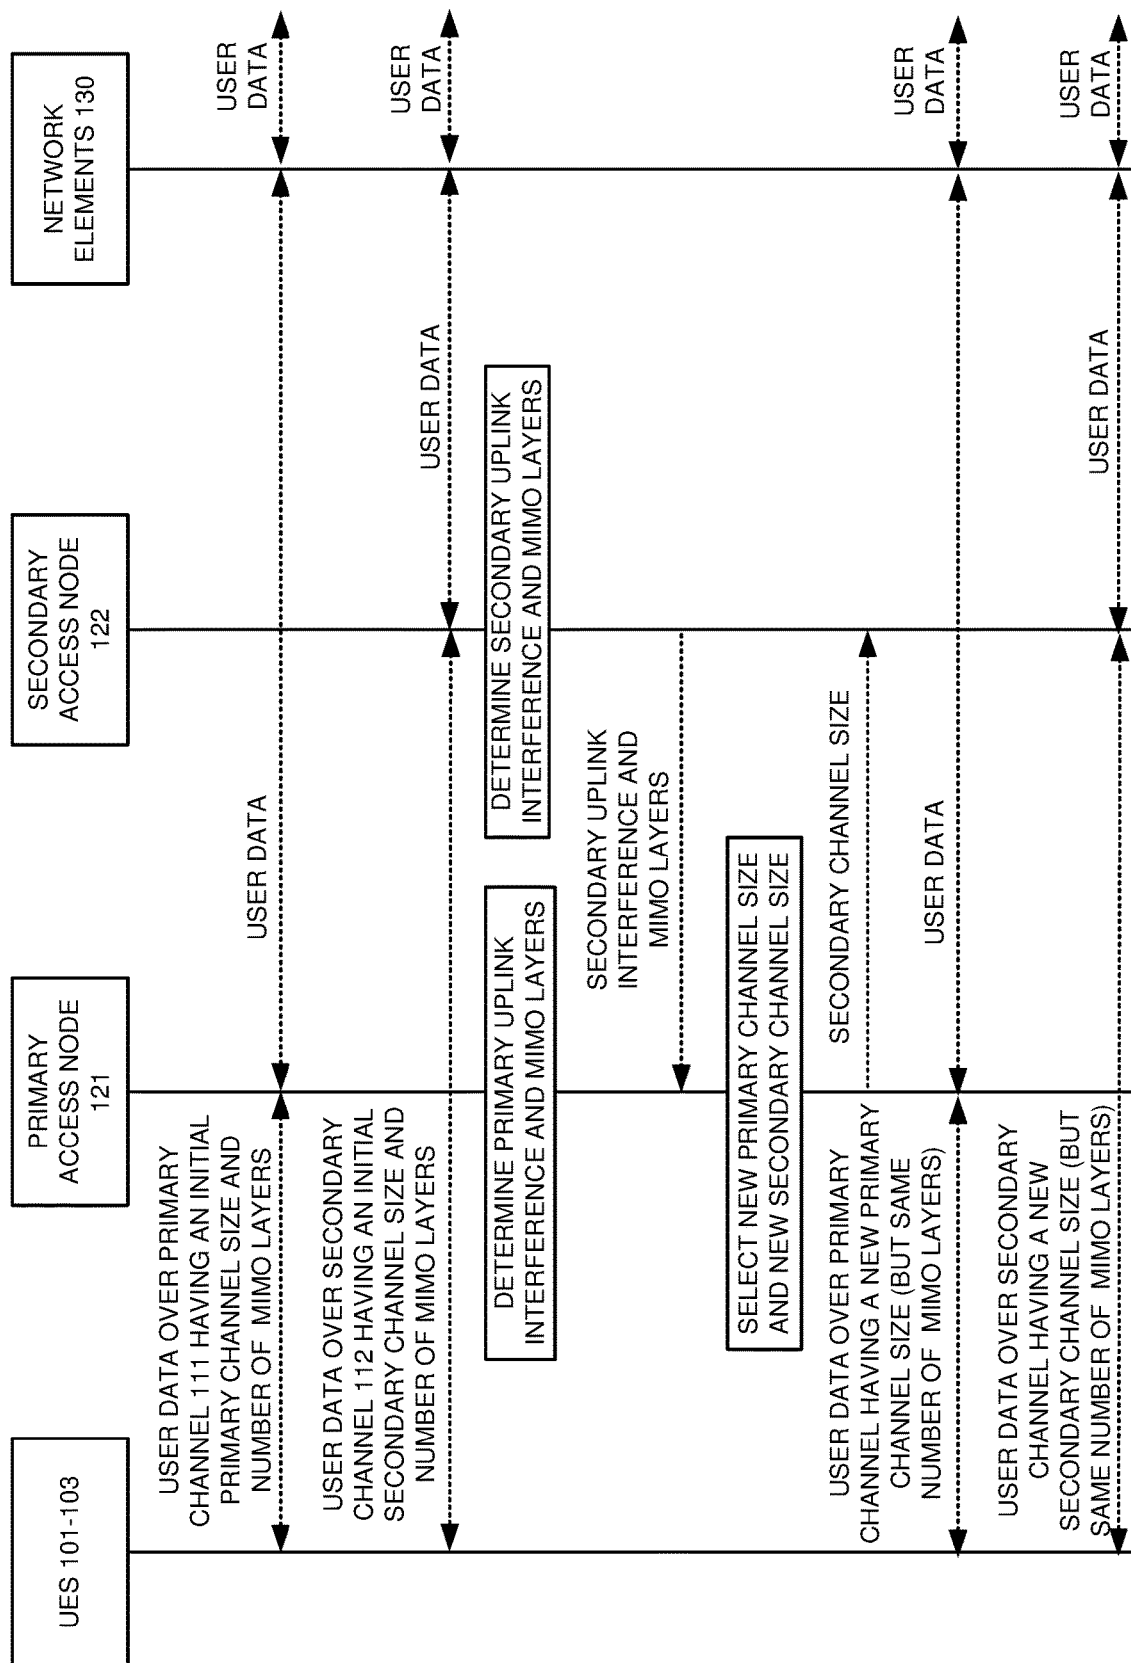 UES 101-103
PRIMARY
ACCESS NODE
121
SECONDARY
ACCESS NODE
122
NETWORK
ELEMENTS 130
USER DATA OVER PRIMARY
CHANNEL 111 HAVING AN INITIAL
PRIMARY CHANNEL SIZE AND
NUMBER OF MIMO LAYERS
USER DATA
USER
DATA
USER DATA OVER SECONDARY
CHANNEL 112 HAVING AN INITIAL
SECONDARY CHANNEL SIZE AND
NUMBER OF MIMO LAYERS
USER DATA
USER
DATA
DETERMINE PRIMARY UPLINK
INTERFERENCE AND MIMO LAYERS
DETERMINE SECONDARY UPLINK
INTERFERENCE AND MIMO LAYERS
SECONDARY UPLINK
INTERFERENCE AND
MIMO LAYERS
SELECT NEW PRIMARY CHANNEL SIZE
AND NEW SECONDARY CHANNEL SIZE
SECONDARY CHANNEL SIZE
USER DATA OVER PRIMARY
CHANNEL HAVING A NEW PRIMARY
CHANNEL SIZE (BUT SAME
NUMBER OF MIMO LAYERS)
USER DATA
USER
DATA
USER DATA OVER SECONDARY
CHANNEL HAVING A NEW
SECONDARY CHANNEL SIZE (BUT
SAME NUMBER OF MIMO LAYERS)
USER DATA
USER
DATA